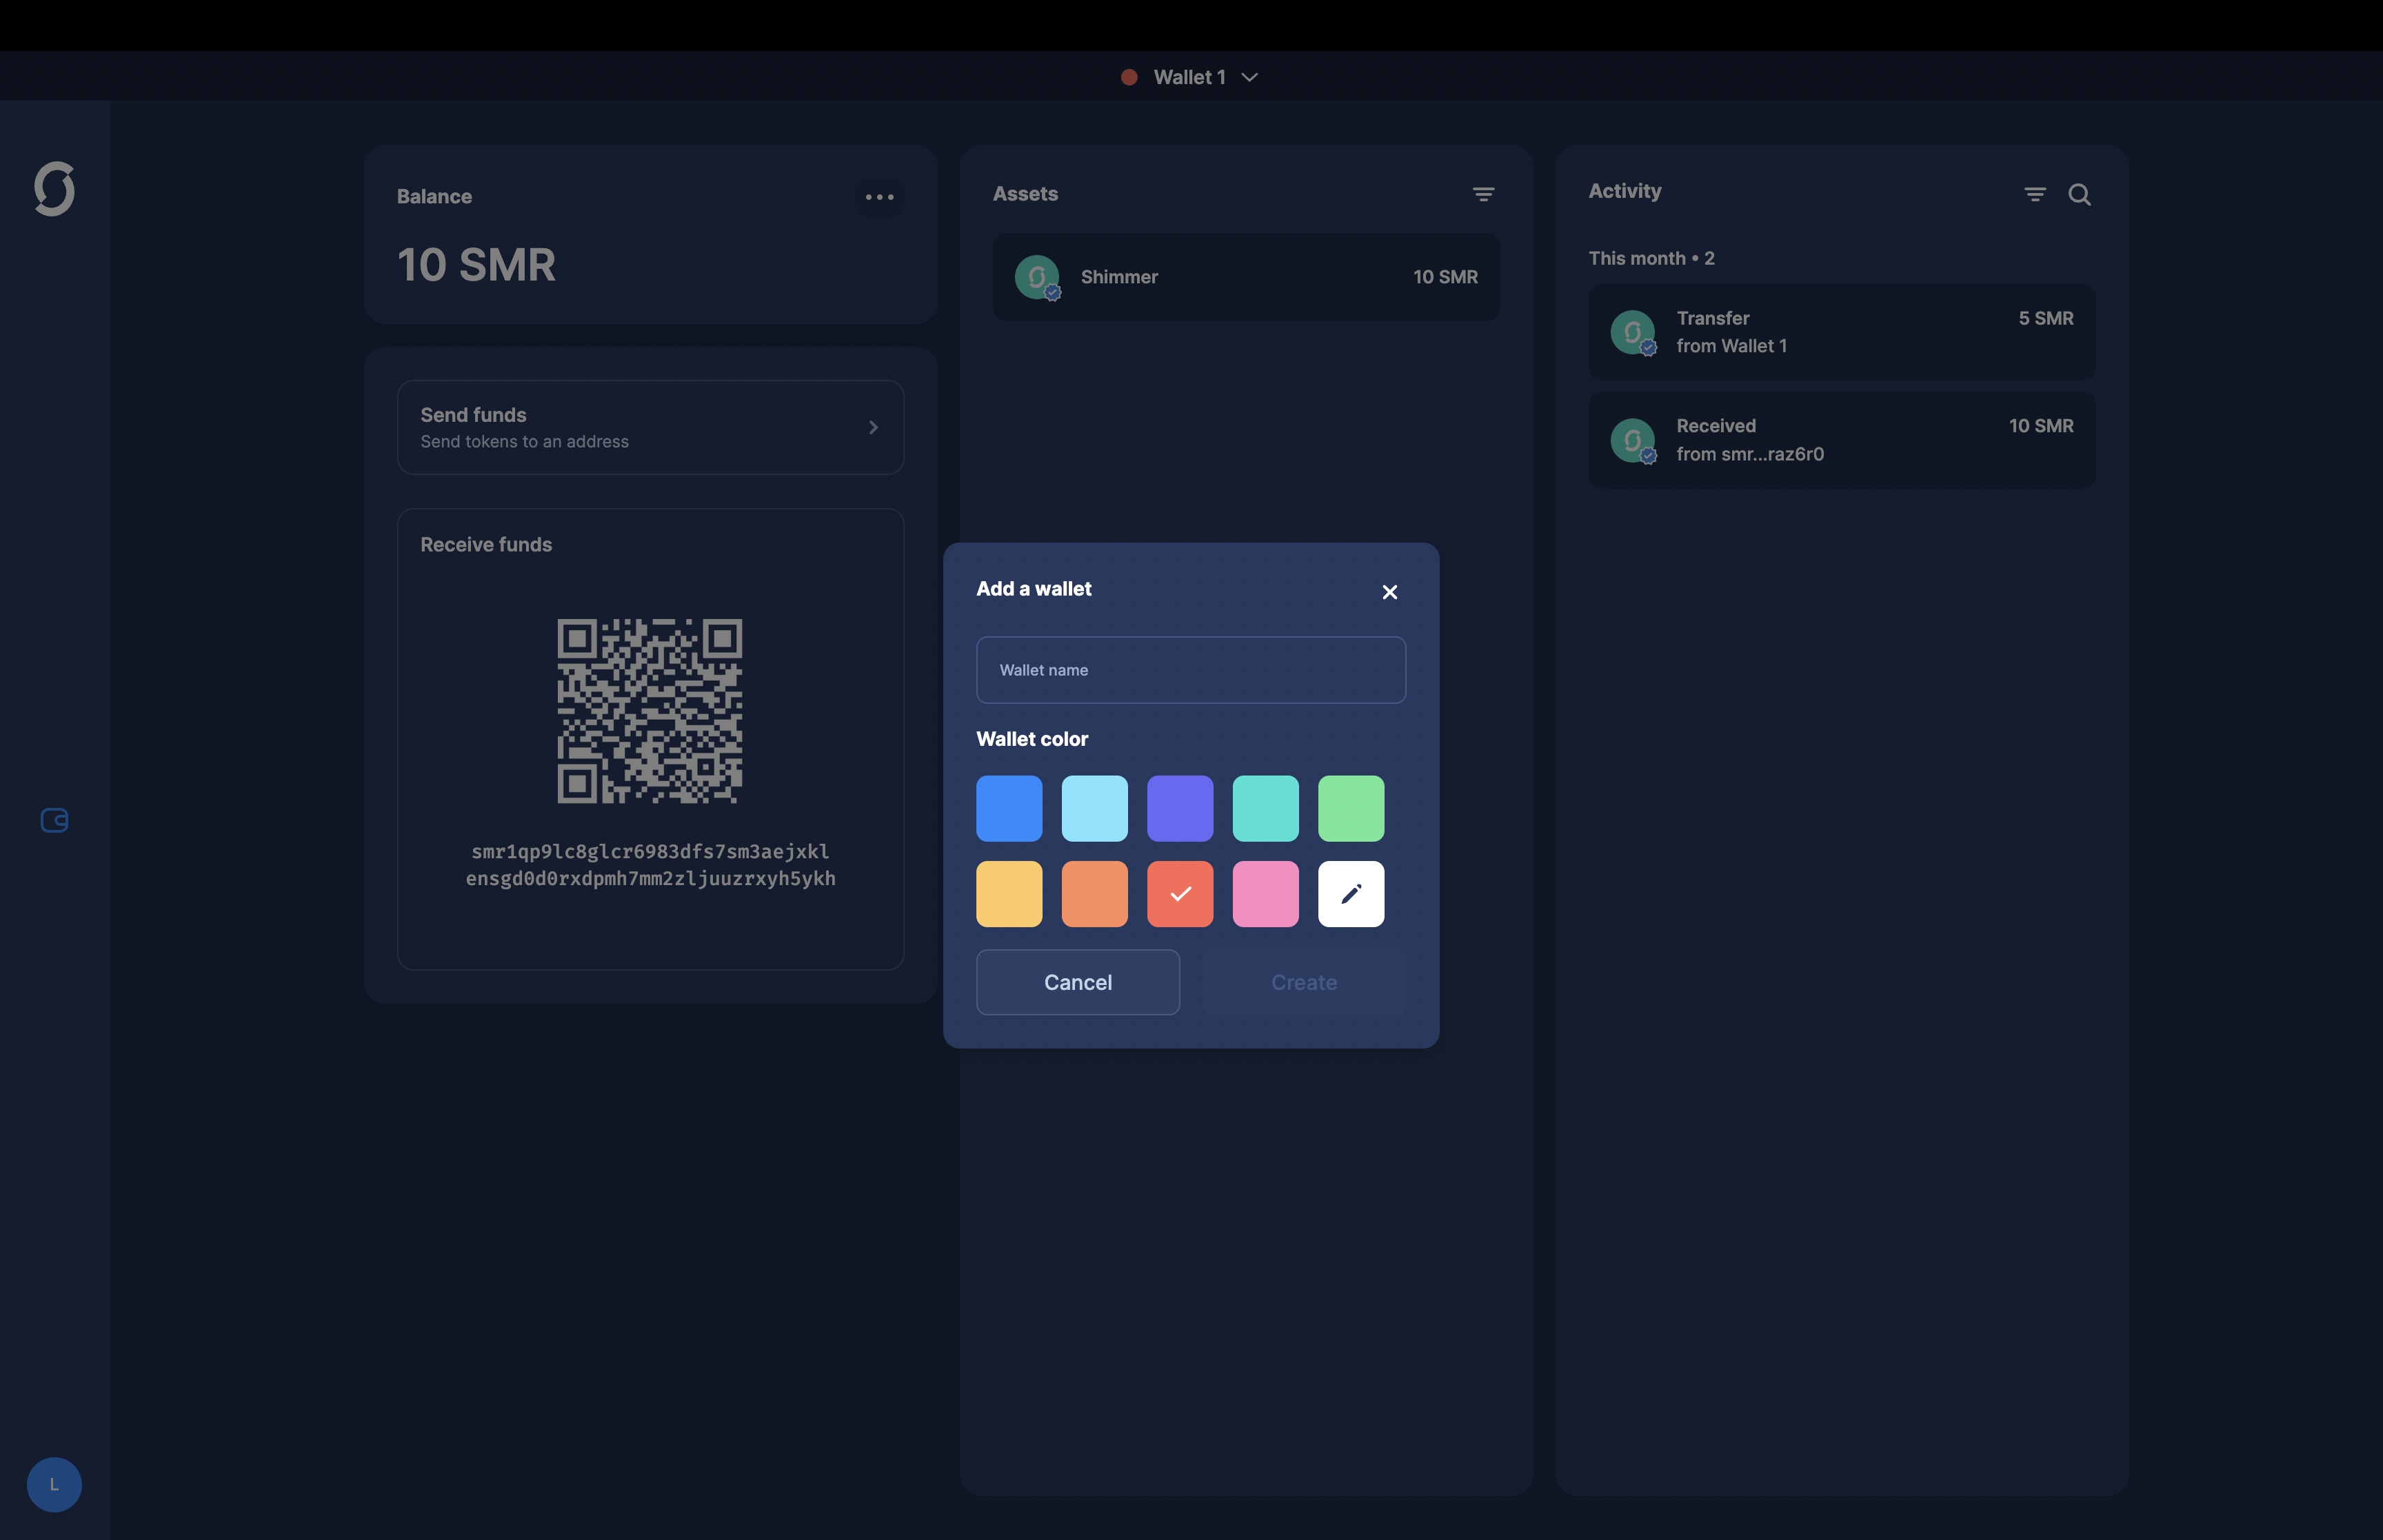 Wallet 1
Balance
10 SMR
Send funds
Send tokens to an address
Receive funds
smr1qp9lc8glcr6983dfs7sm3aejxkl
ensgd0d0rxdpmh7mm2zljuuzrxyh5ykh
Assets
Shimmer 10 SMR
Activity
This month • 2
Transfer 5 SMR
from Wallet 1
Received 10 SMR
from smr...raz6r0
Add a wallet
Wallet name
Wallet color
Cancel Create
L